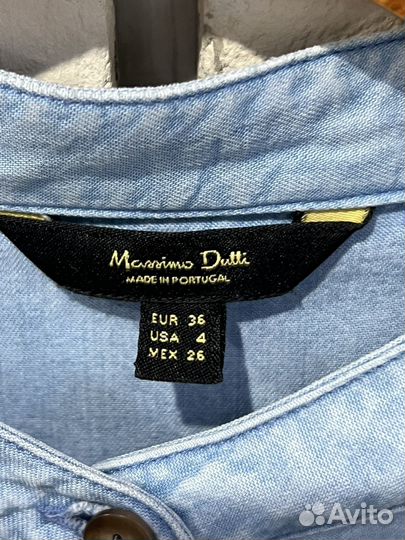 Massimo Dutti
MADE IN PORTUGAL
EUR 36
USA 4
MEX 26
Avito